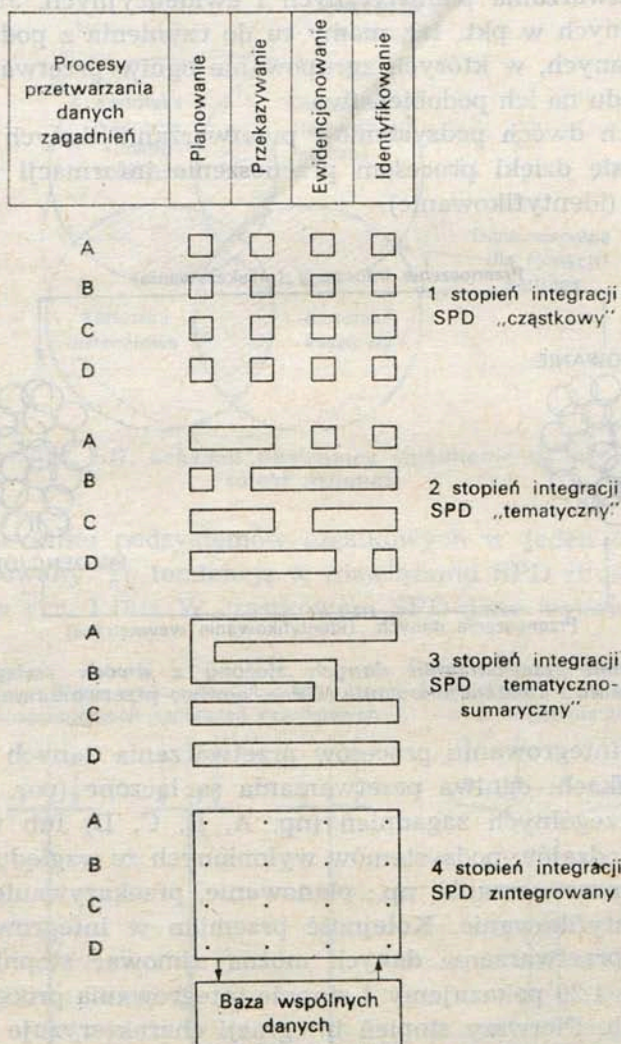 Procesy
przetwarzania
danych
zagadnień
Planowanie
Przekazywanie
Ewidencjonowanie
Identyfikowanie
A
B
C
D
1 stopień integracji
SPD „cząstkowy"
A
B
C
D
2 stopień integracji
SPD „tematyczny"
A
B
C
D
3 stopień integracji
SPD „tematyczno-
sumaryczny"
A
B
C
D
4 stopień integracji
SPD zintegrowany
Baza wspólnych
danych